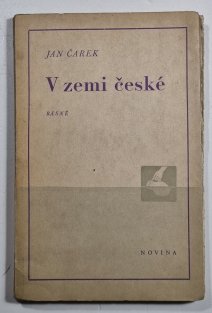 JAN ČAREK
V zemi české
BÁSNĚ
NOVINA